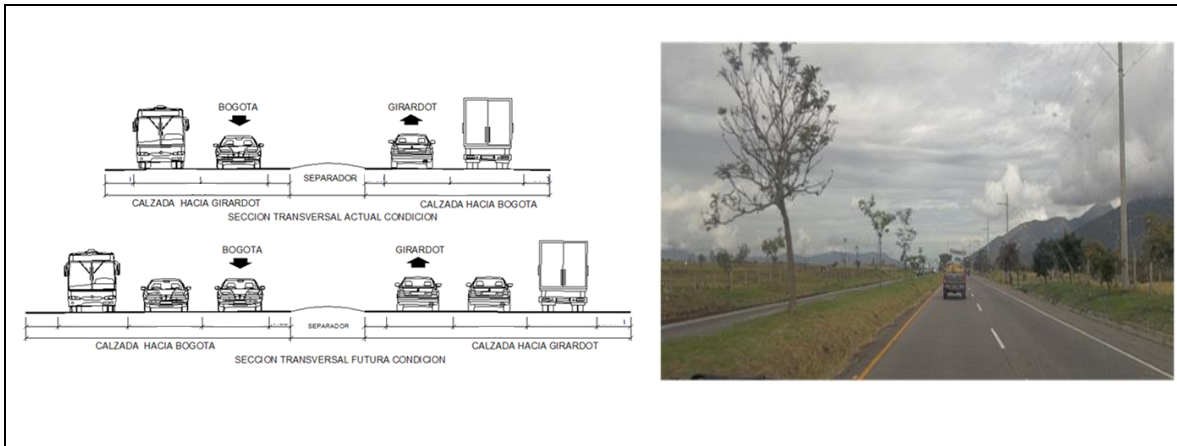 BOGOTA
GIRARDOT
SEPARADOR
CALZADA HACIA GIRARDOT
CALZADA HACIA BOGOTA
SECCION TRANSVERSAL ACTUAL CONDICION
BOGOTA
GIRARDOT
SEPARADOR
CALZADA HACIA BOGOTA
CALZADA HACIA GIRARDOT
SECCION TRANSVERSAL FUTURA CONDICION